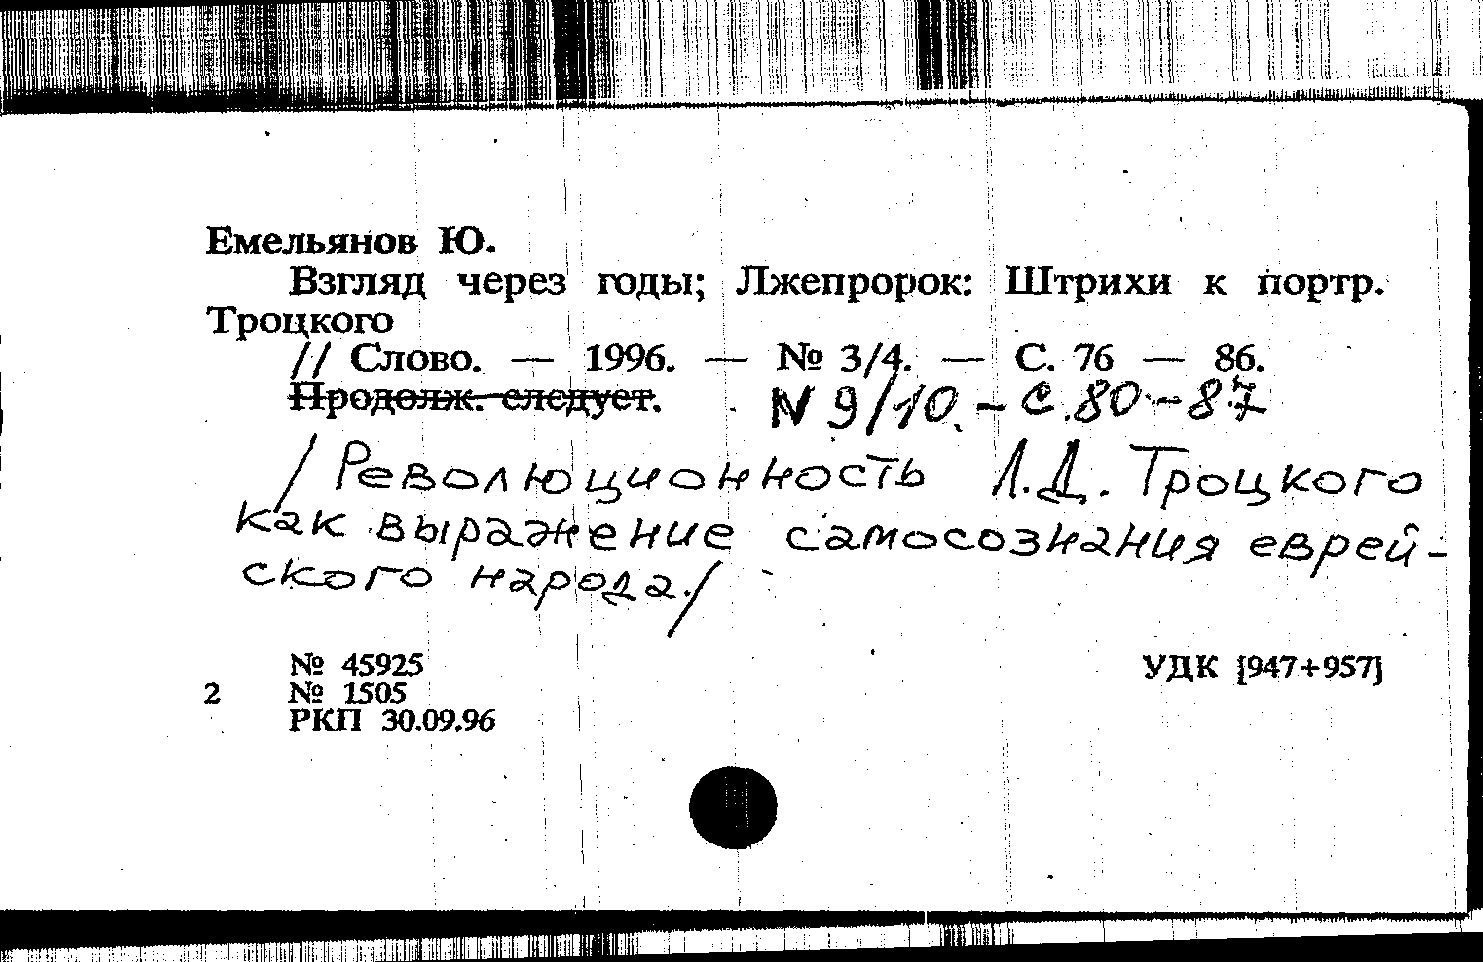 Емельянов Ю.
Взгляд через годы; Лжепророк: Штрихи к портр.
Троцкого
// Слово. — 1996. — № 3/4. — С. 76 — 86.
Продолж. следует. N 9/10. - С. 80 - 87
/ Революционность Л.Д. Троцкого
как выражение самосознания еврей-
ского народа./
№ 45925 УДК [947+957]
2 № 1505
РКП 30.09.96